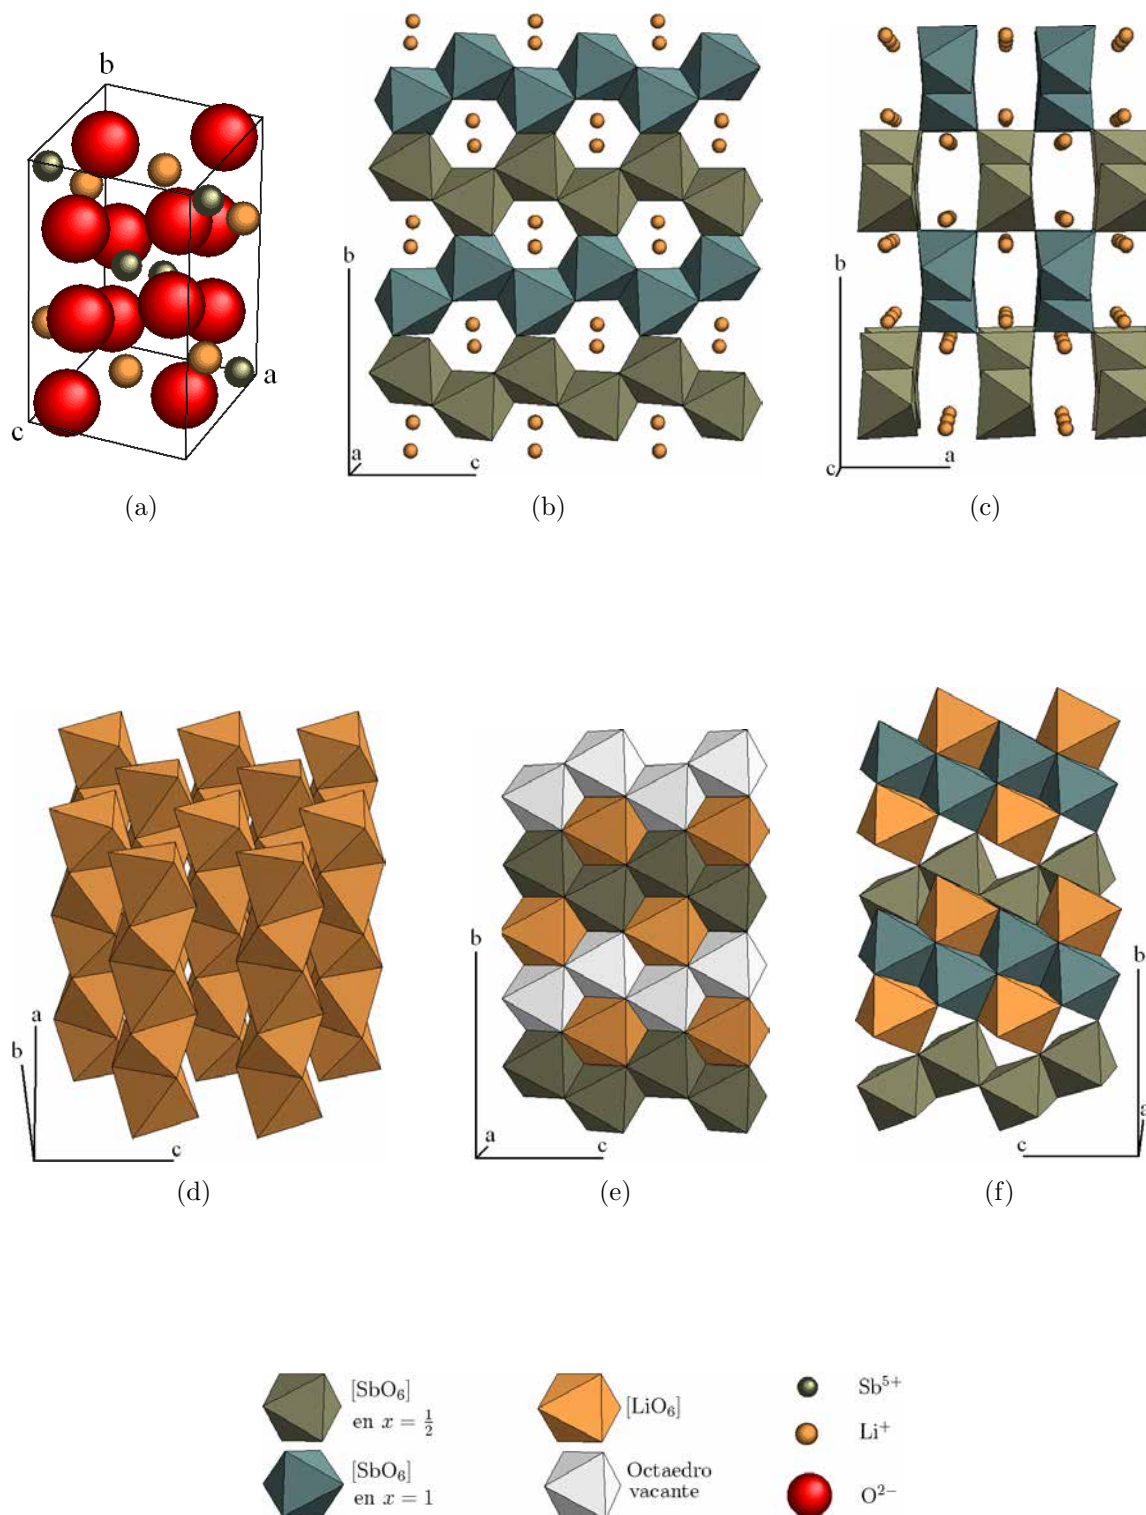 b
a
c
(a)
b
a
c
(b)
b
c
a
(c)
a
b
c
(d)
b
a
c
(e)
b
a
c
(f)
[SbO₆]
en x = 1/2
[SbO₆]
en x = 1
[LiO₆]
Octaedro
vacante
Sb⁵⁺
Li⁺
O²⁻